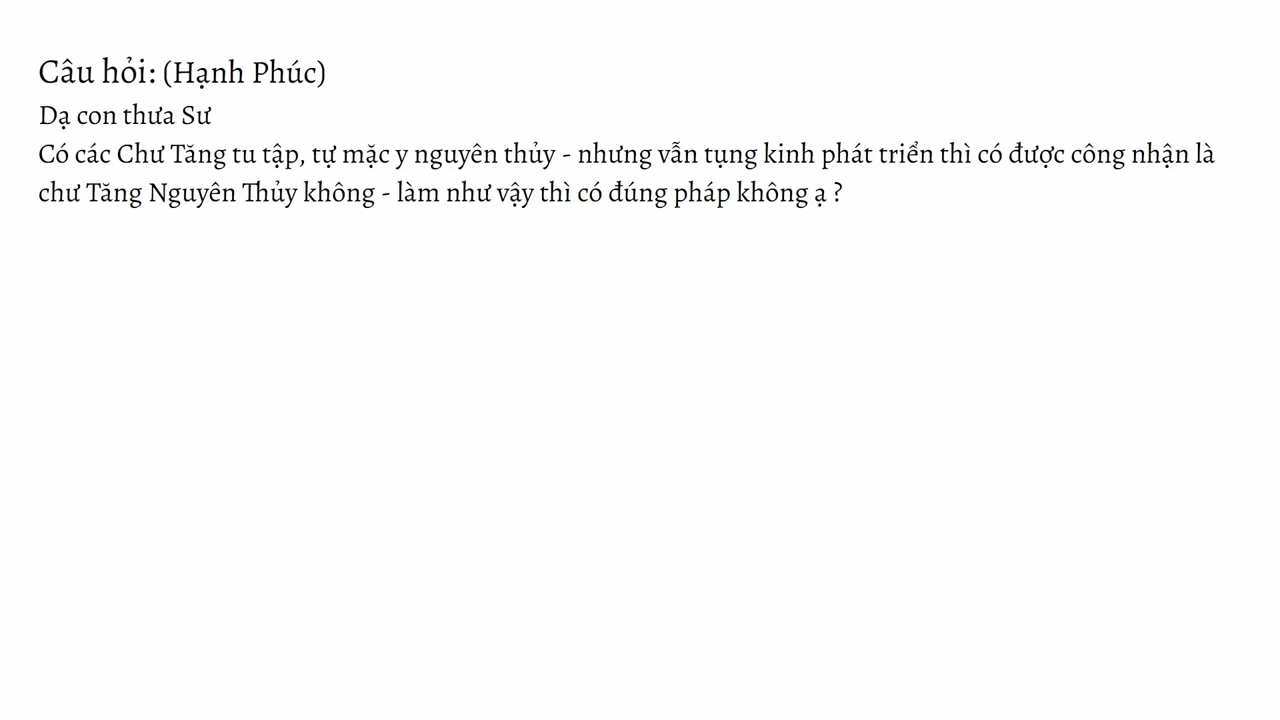 Câu hỏi: (Hạnh Phúc)
Dạ con thưa Sư
Có các Chư Tăng tu tập, tự mặc y nguyên thủy - nhưng vẫn tụng kinh phát triển thì có được công nhận là
chư Tăng Nguyên Thủy không - làm như vậy thì có đúng pháp không ạ ?